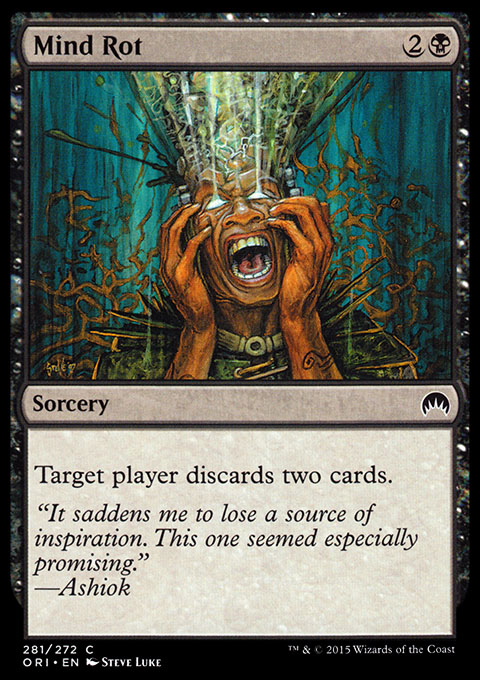 Mind Rot 2
Sorcery
Target player discards two cards.
“It saddens me to lose a source of
inspiration. This one seemed especially
promising.”
—Ashiok
281/272 C
ORI • EN Steve Luke
™ & © 2015 Wizards of the Coast